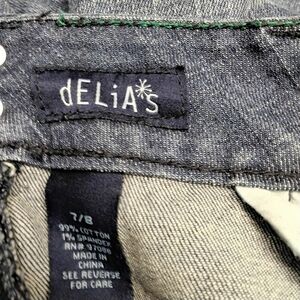 dELiA*s
7/8
99% COTTON
1% SPANDEX
RN# 97088
MADE IN
CHINA
SEE REVERSE
FOR CARE